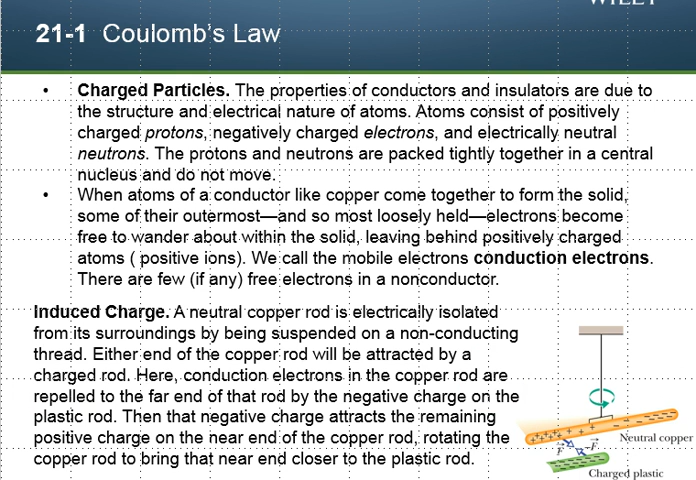 WILEY
21-1 Coulomb's Law
• Charged Particles. The properties of conductors and insulators are due to
the structure and electrical nature of atoms. Atoms consist of positively
charged protons, negatively charged electrons, and electrically neutral
neutrons. The protons and neutrons are packed tightly together in a central
nucleus and do not move.
• When atoms of a conductor like copper come together to form the solid,
some of their outermost—and so most loosely held—electrons become
free to wander about within the solid, leaving behind positively charged
atoms ( positive ions). We call the mobile electrons conduction electrons.
There are few (if any) free electrons in a nonconductor.
Induced Charge. A neutral copper rod is electrically isolated
from its surroundings by being suspended on a non-conducting
thread. Either end of the copper rod will be attracted by a
charged rod. Here, conduction electrons in the copper rod are
repelled to the far end of that rod by the negative charge on the
plastic rod. Then that negative charge attracts the remaining
positive charge on the near end of the copper rod, rotating the
copper rod to bring that near end closer to the plastic rod.
Neutral copper
F⃗ –F⃗
Charged plastic